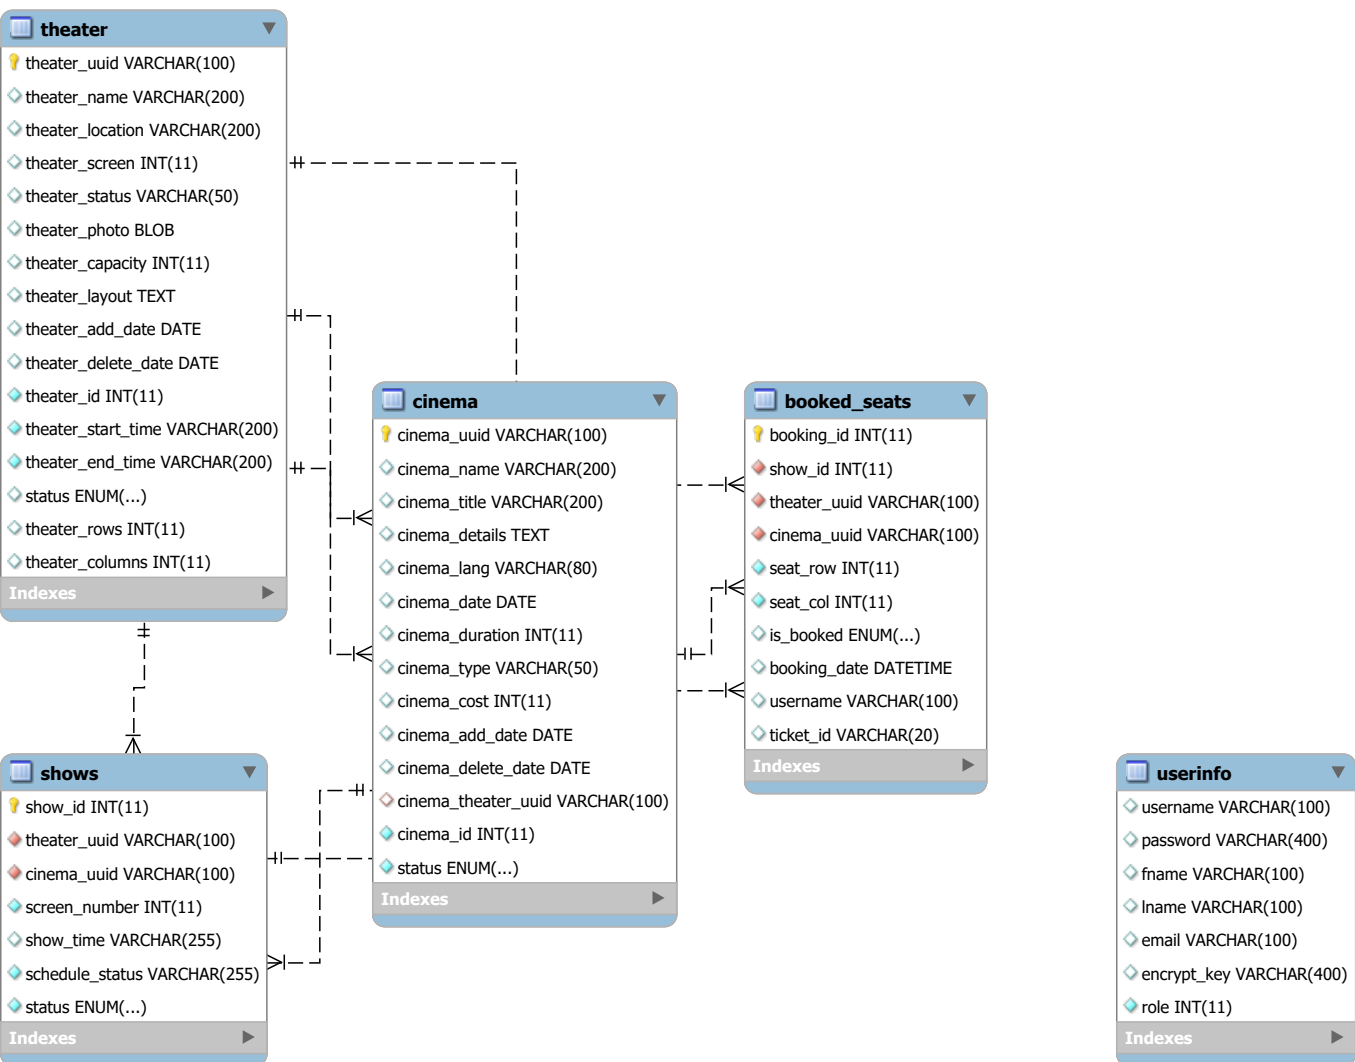 theater
theater_uuid VARCHAR(100)
theater_name VARCHAR(200)
theater_location VARCHAR(200)
theater_screen INT(11)
theater_status VARCHAR(50)
theater_photo BLOB
theater_capacity INT(11)
theater_layout TEXT
theater_add_date DATE
theater_delete_date DATE
theater_id INT(11)
theater_start_time VARCHAR(200)
theater_end_time VARCHAR(200)
status ENUM(...)
theater_rows INT(11)
theater_columns INT(11)
Indexes
cinema
cinema_uuid VARCHAR(100)
cinema_name VARCHAR(200)
cinema_title VARCHAR(200)
cinema_details TEXT
cinema_lang VARCHAR(80)
cinema_date DATE
cinema_duration INT(11)
cinema_type VARCHAR(50)
cinema_cost INT(11)
cinema_add_date DATE
cinema_delete_date DATE
cinema_theater_uuid VARCHAR(100)
cinema_id INT(11)
status ENUM(...)
Indexes
booked_seats
booking_id INT(11)
show_id INT(11)
theater_uuid VARCHAR(100)
cinema_uuid VARCHAR(100)
seat_row INT(11)
seat_col INT(11)
is_booked ENUM(...)
booking_date DATETIME
username VARCHAR(100)
ticket_id VARCHAR(20)
Indexes
shows
show_id INT(11)
theater_uuid VARCHAR(100)
cinema_uuid VARCHAR(100)
screen_number INT(11)
show_time VARCHAR(255)
schedule_status VARCHAR(255)
status ENUM(...)
Indexes
userinfo
username VARCHAR(100)
password VARCHAR(400)
fname VARCHAR(100)
lname VARCHAR(100)
email VARCHAR(100)
encrypt_key VARCHAR(400)
role INT(11)
Indexes